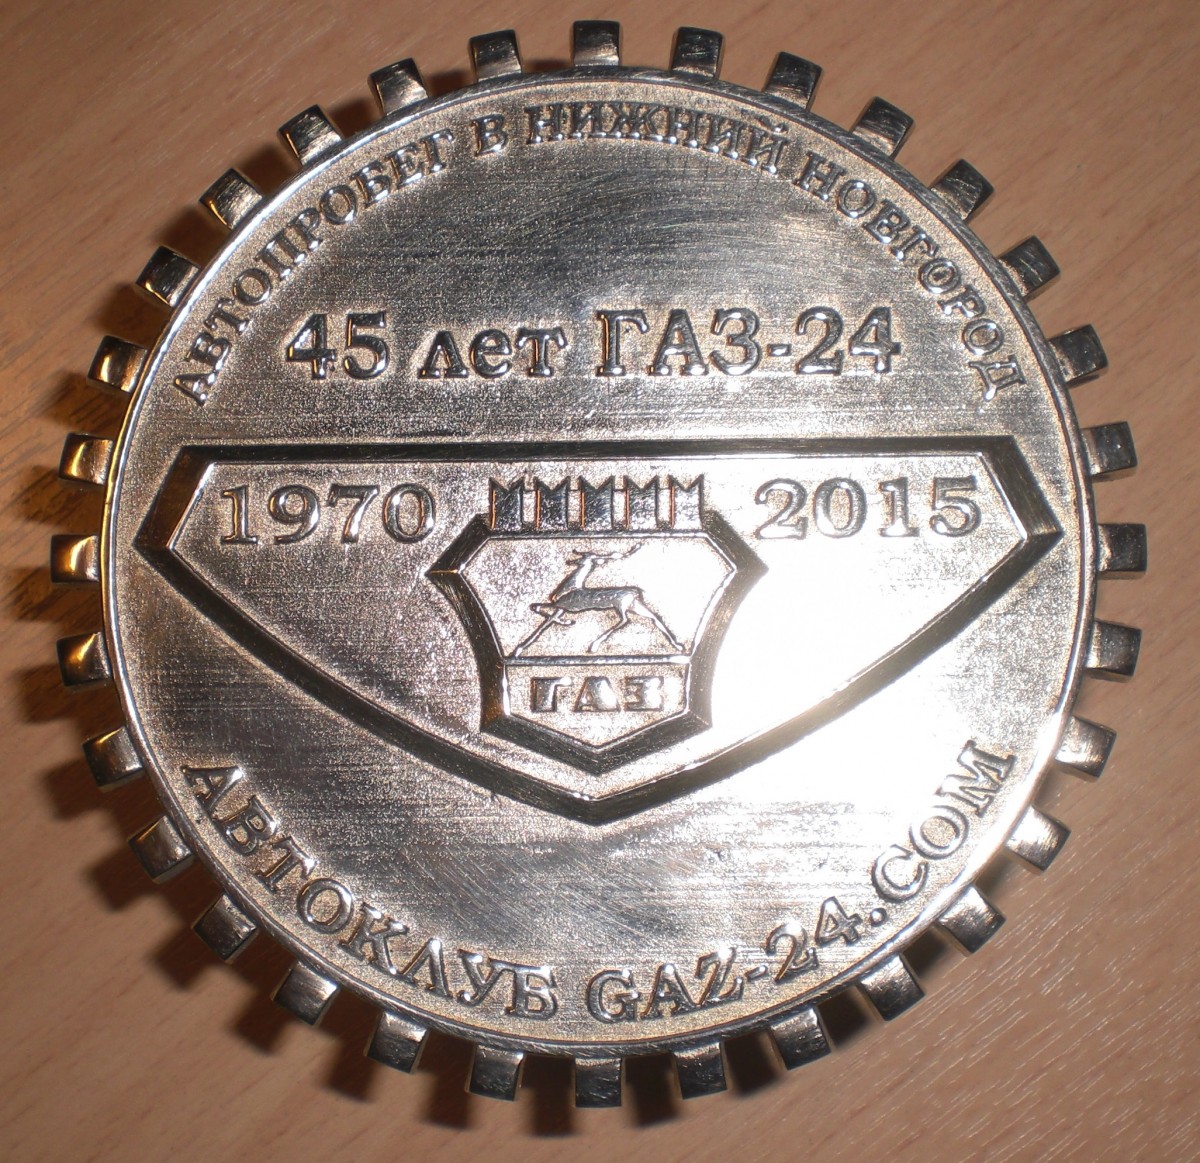 АВТОПРОБЕГ В НИЖНИЙ НОВГОРОД
45 лет ГАЗ-24
1970 2015
ГАЗ
АВТОКЛУБ GAZ-24.COM